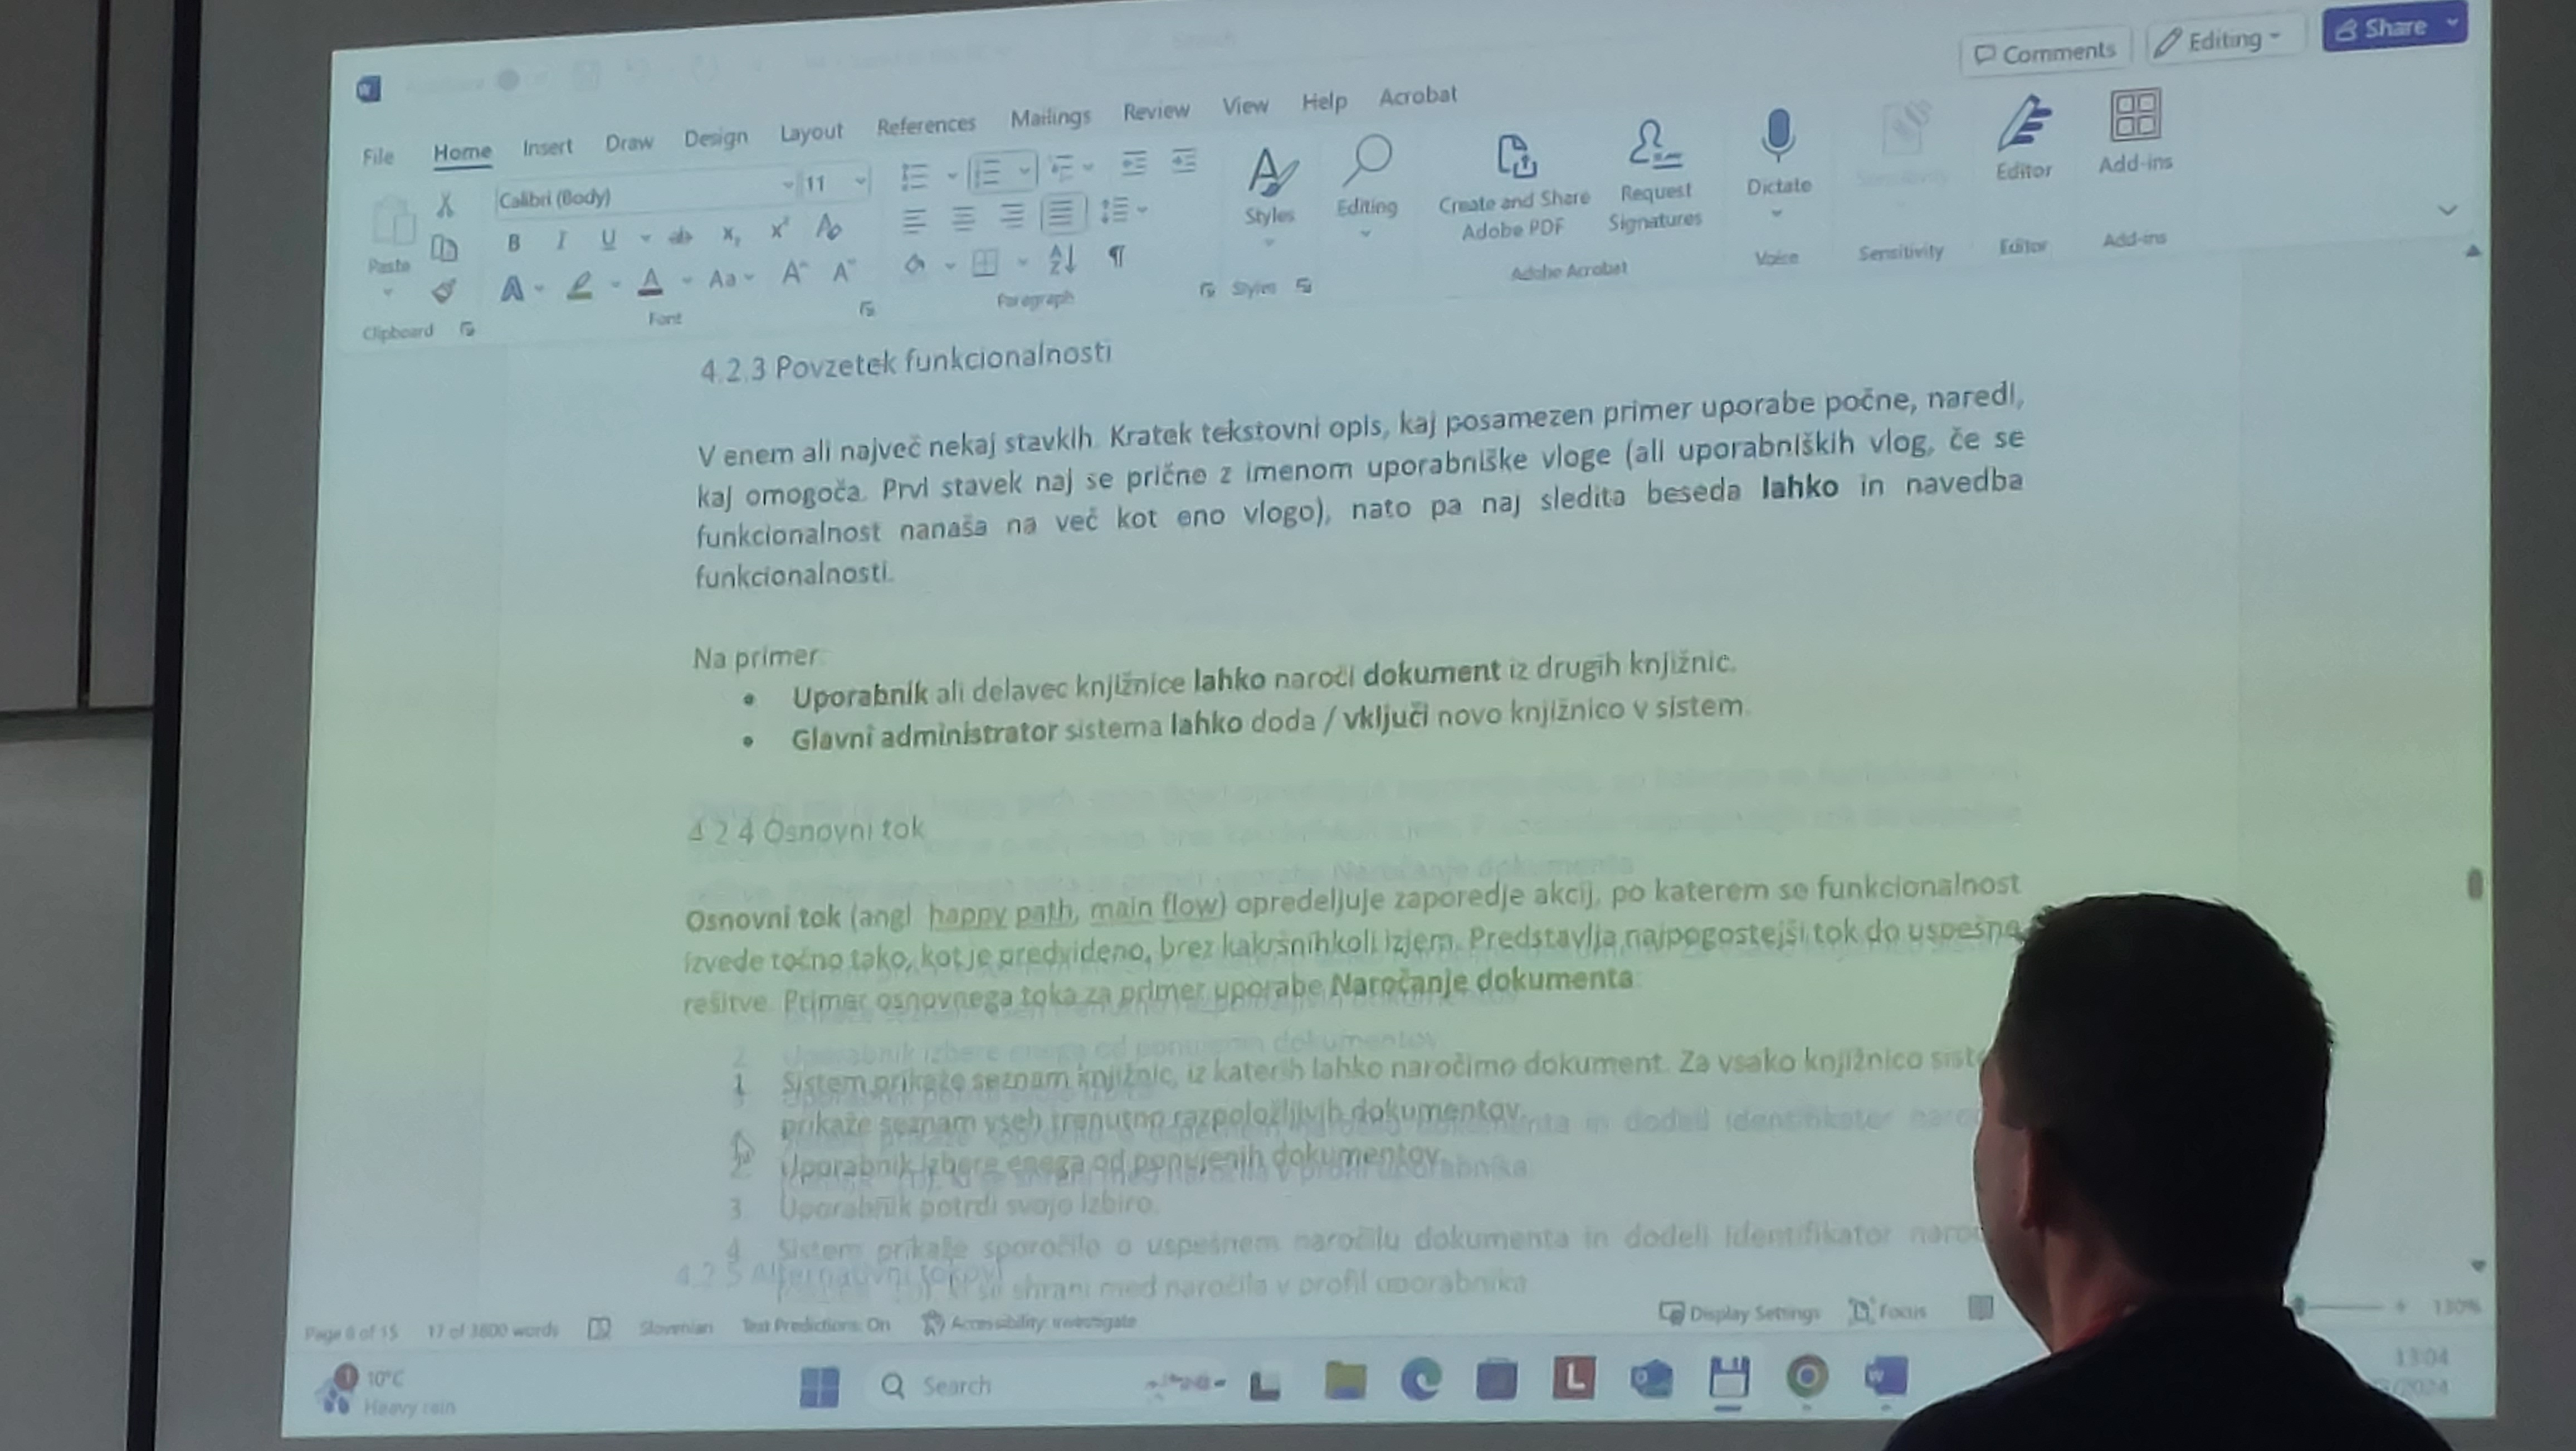 Comments
Editing
Share
File Home Insert Draw Design Layout References Mailings Review View Help Acrobat
Calibri (Body) 11
Paste
Styles
Editing
Create and Share Adobe PDF
Request Signatures
Dictate
Editor
Add-ins
Clipboard
Font
Paragraph
Styles
Adobe Acrobat
Voice
Sensitivity
Editor
Add-ins
4.2.3 Povzetek funkcionalnosti
V enem ali največ nekaj stavkih. Kratek tekstovni opis, kaj posamezen primer uporabe počne, naredi,
kaj omogoča. Prvi stavek naj se prične z imenom uporabniške vloge (ali uporabniških vlog, če se
funkcionalnost nanaša na več kot eno vlogo), nato pa naj sledita beseda lahko in navedba
funkcionalnosti.
Na primer
• Uporabnik ali delavec knjižnice lahko naroči dokument iz drugih knjižnic.
• Glavni administrator sistema lahko doda / vključi novo knjižnico v sistem.
4.2.4 Osnovni tok
Osnovni tok (angl. happy path, main flow) opredeljuje zaporedje akcij, po katerem se funkcionalnost
izvede točno tako, kot je predvideno, brez kakršnihkoli izjem. Predstavlja najpogostejši tok do uspešne
rešitve. Primer osnovnega toka za primer uporabe Naročanje dokumenta
1 Sistem prikaže seznam knjižnic, iz katerih lahko naročimo dokument. Za vsako knjižnico
prikaže seznam vseh trenutno razpoložljivih dokumentov.
2 Uporabnik izbere enega od ponujenih dokumentov.
3 Uporabnik potrdi svojo izbiro.
4 Sistem prikaže sporočilo o uspešnem naročilu dokumenta in dodeli identifikator
shrani med naročila v profil uporabnika
4.2.5 Alternativni
Page 8 of 15 17 of 3800 words Slovenian Text Predictions: On Accessibility: Investigate
Display Settings Focus 130%
10°C
Heavy rain
Search
13:04
2024